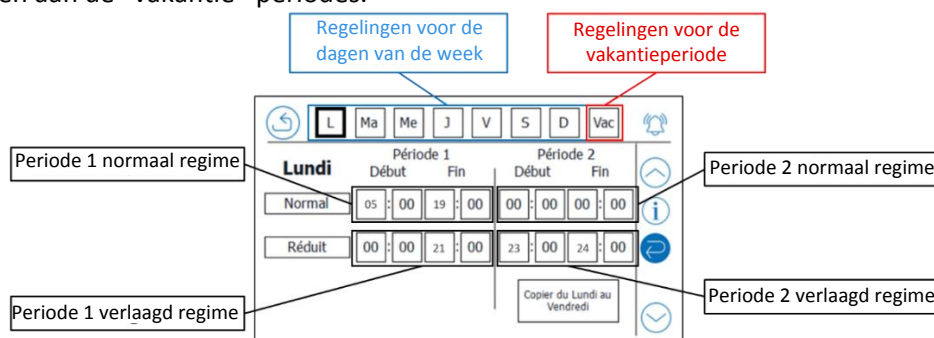 en aan de "vakantie" periodes.
Regelingen voor de
dagen van de week
Regelingen voor de
vakantieperiode
L Ma Me J V S D Vac
Période 1 Période 2
Lundi Début Fin Début Fin
Periode 1 normaal regime
Periode 2 normaal regime
Normal 05 : 00 19 : 00 00 : 00 00 : 00
i
Réduit 00 : 00 21 : 00 23 : 00 24 : 00
Copier du Lundi au
Vendredi
Periode 1 verlaagd regime
Periode 2 verlaagd regime